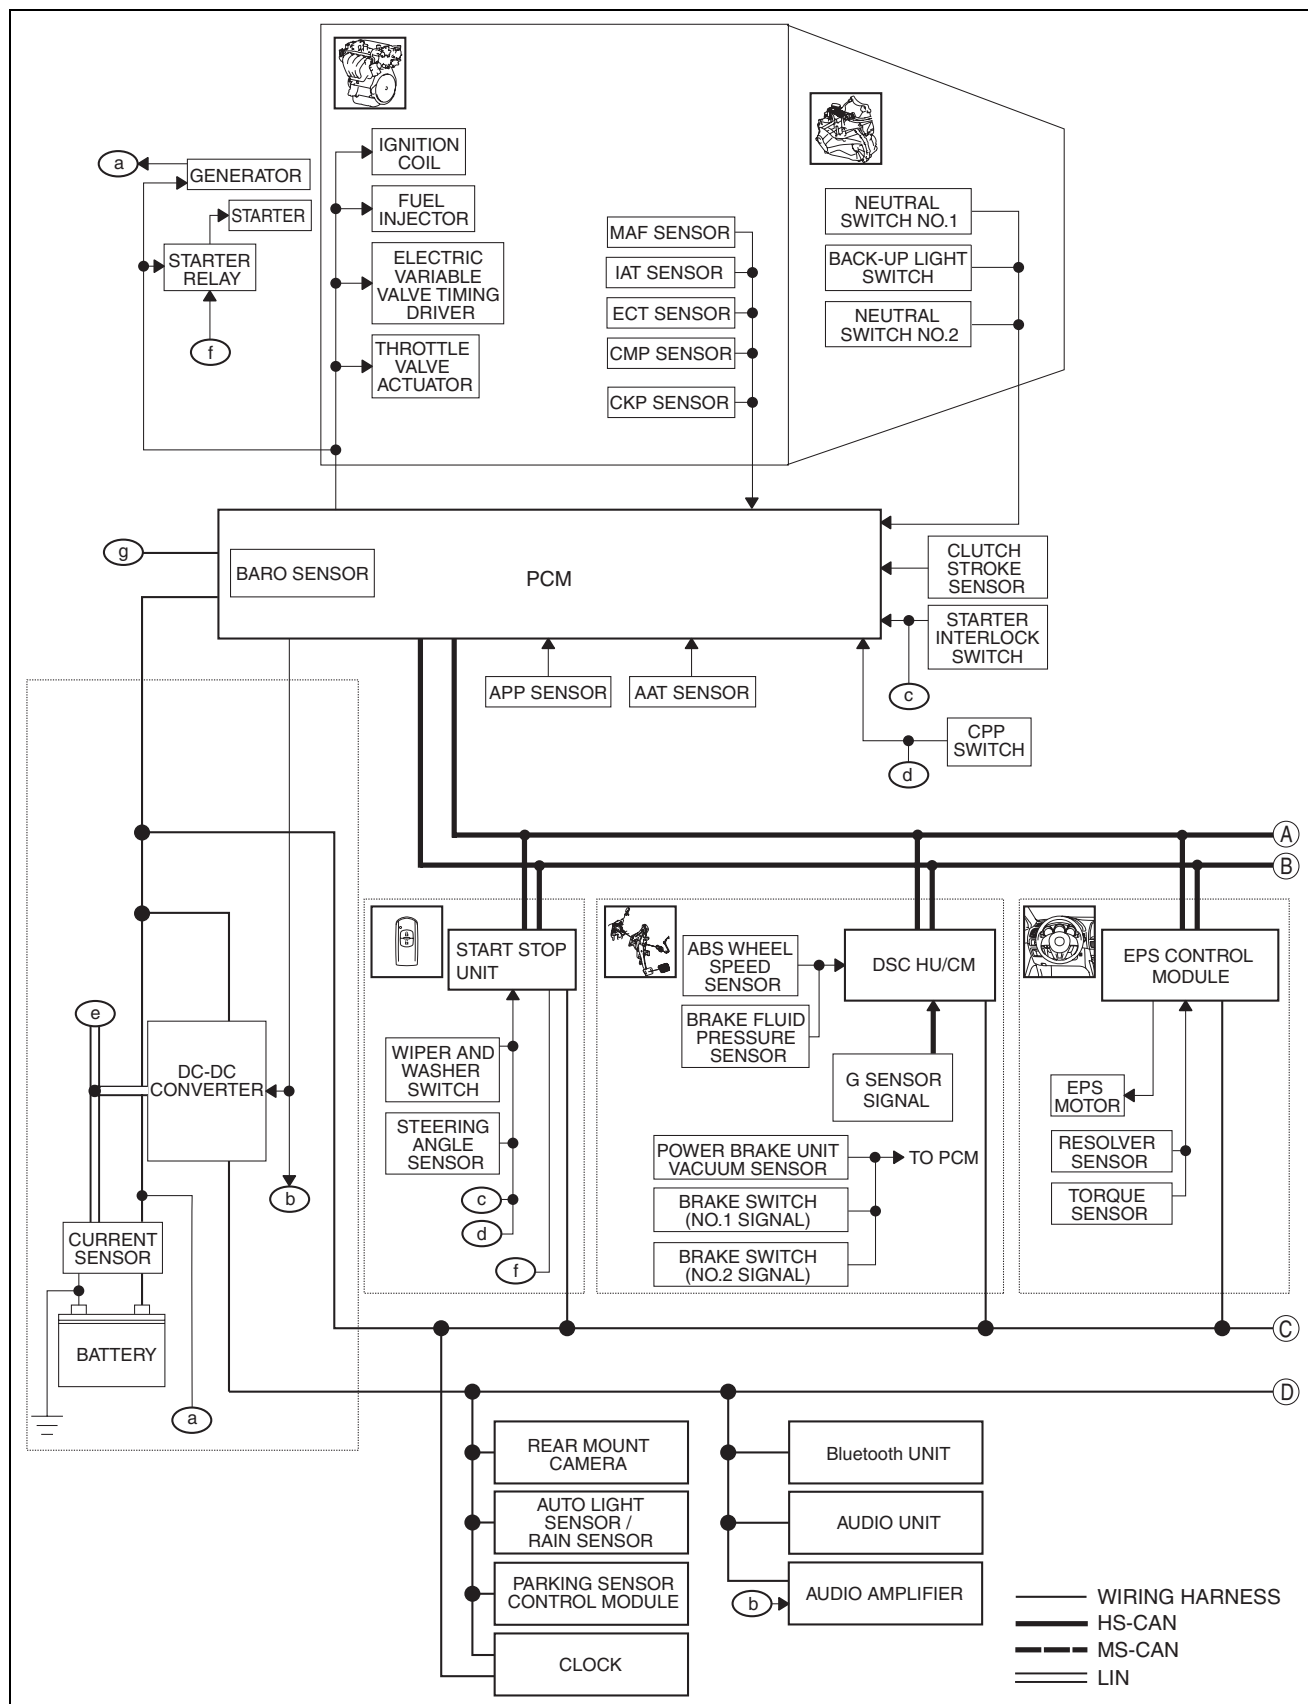 IGNITION
COIL
a
GENERATOR
FUEL
INJECTOR
STARTER
STARTER
RELAY
f
ELECTRIC
VARIABLE
VALVE TIMING
DRIVER
THROTTLE
VALVE
ACTUATOR
MAF SENSOR
IAT SENSOR
ECT SENSOR
CMP SENSOR
CKP SENSOR
NEUTRAL
SWITCH NO.1
BACK-UP LIGHT
SWITCH
NEUTRAL
SWITCH NO.2
g
BARO SENSOR
PCM
CLUTCH
STROKE
SENSOR
STARTER
INTERLOCK
SWITCH
APP SENSOR
AAT SENSOR
c
CPP
SWITCH
d
A
B
START STOP
UNIT
ABS WHEEL
SPEED
SENSOR
DSC HU/CM
EPS CONTROL
MODULE
e
DC-DC
CONVERTER
WIPER AND
WASHER
SWITCH
BRAKE FLUID
PRESSURE
SENSOR
G SENSOR
SIGNAL
EPS
MOTOR
STEERING
ANGLE
SENSOR
POWER BRAKE UNIT
VACUUM SENSOR
TO PCM
RESOLVER
SENSOR
b
c
d
BRAKE SWITCH
(NO.1 SIGNAL)
TORQUE
SENSOR
CURRENT
SENSOR
f
BRAKE SWITCH
(NO.2 SIGNAL)
BATTERY
C
a
D
REAR MOUNT
CAMERA
Bluetooth UNIT
AUTO LIGHT
SENSOR /
RAIN SENSOR
AUDIO UNIT
PARKING SENSOR
CONTROL MODULE
b
AUDIO AMPLIFIER
CLOCK
WIRING HARNESS
HS-CAN
MS-CAN
LIN